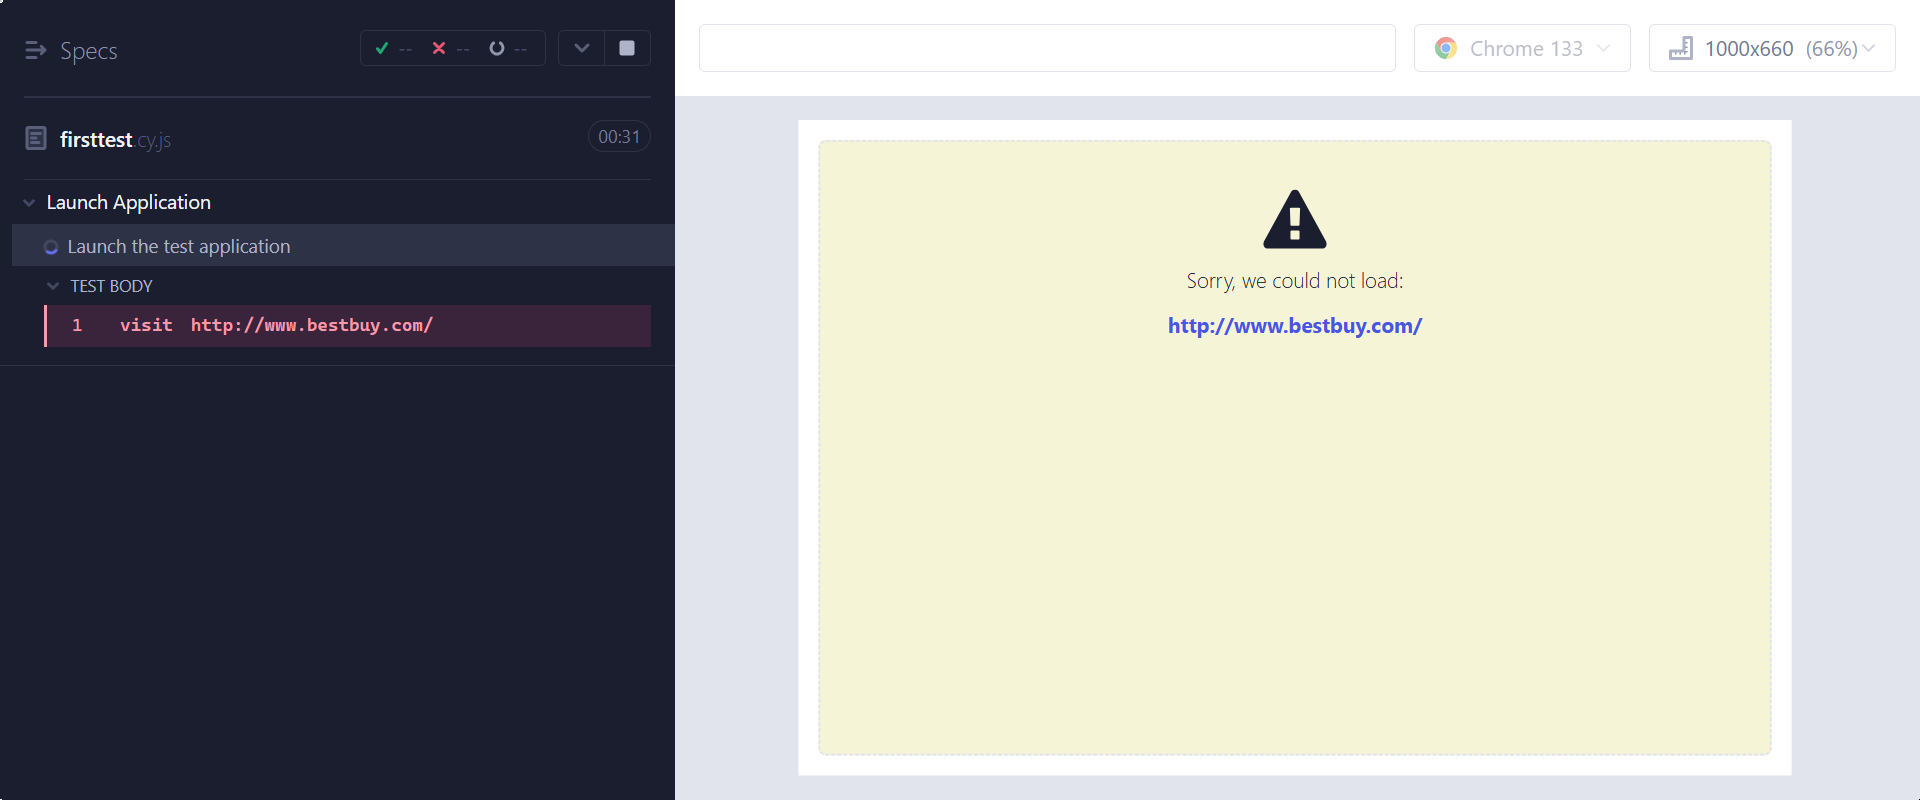 Specs
-- -- --
firsttest.cy.js
00:31
Launch Application
Launch the test application
TEST BODY
1 visit http://www.bestbuy.com/
Chrome 133
1000x660 (66%)
Sorry, we could not load:
http://www.bestbuy.com/